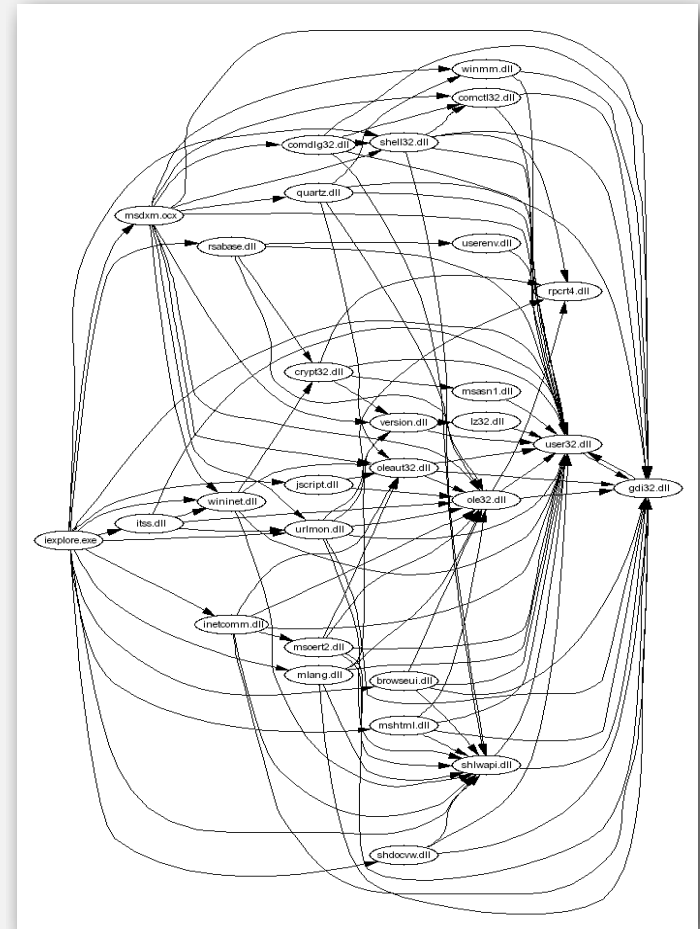 winmm.dll
comctl32.dll
comdlg32.dll
shell32.dll
quartz.dll
msdxm.ocx
rsabase.dll
userenv.dll
rpcrt4.dll
crypt32.dll
msasn1.dll
version.dll
lz32.dll
user32.dll
oleaut32.dll
jscript.dll
gdi32.dll
wininet.dll
ole32.dll
itss.dll
urlmon.dll
iexplore.exe
inetcomm.dll
msoert2.dll
mlang.dll
browseui.dll
mshtml.dll
shlwapi.dll
shdocvw.dll